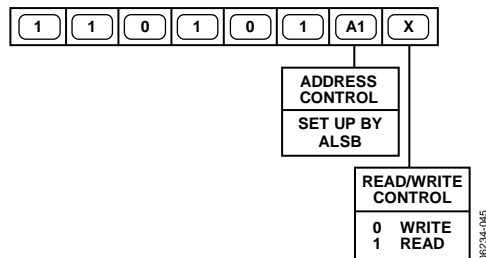 1 1 0 1 0 1 A1 X
ADDRESS
CONTROL
SET UP BY
ALSB
READ/WRITE
CONTROL
0 WRITE
1 READ
06234-045